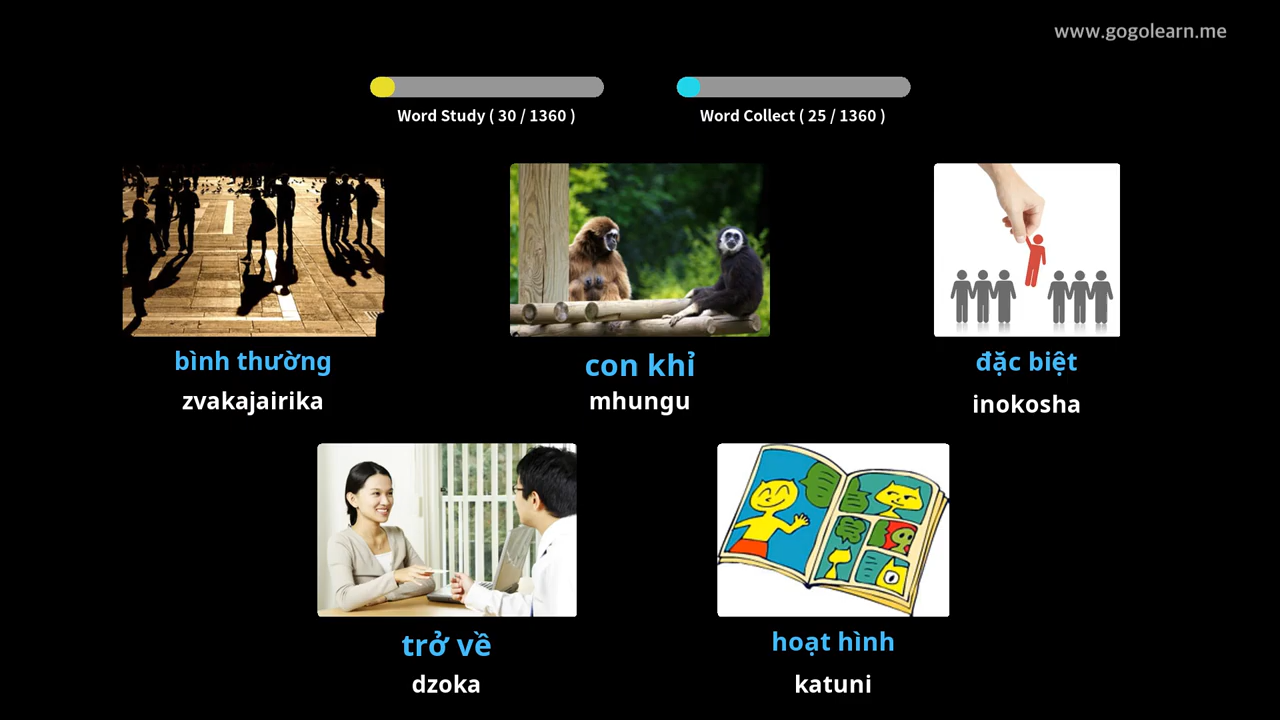 www.gogolearn.me
Word Study ( 30 / 1360 )
Word Collect ( 25 / 1360 )
bình thường
zvakajairika
con khỉ
mhungu
đặc biệt
inokosha
trở về
dzoka
hoạt hình
katuni